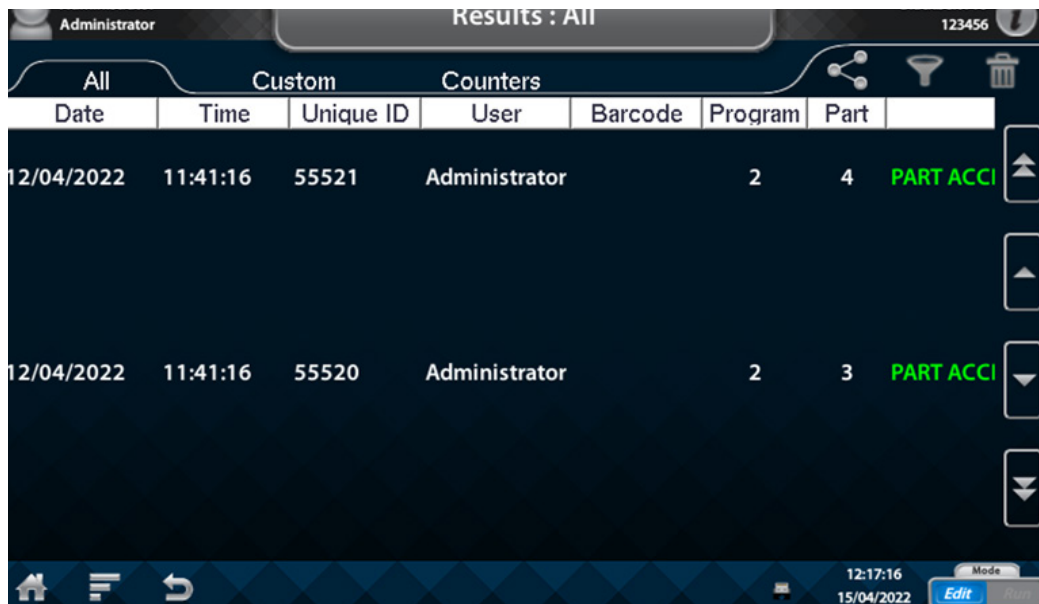 Results : All
Administrator
123456
i
All Custom Counters
Date Time Unique ID User Barcode Program Part
12/04/2022 11:41:16 55521 Administrator 2 4 PART ACC
12/04/2022 11:41:16 55520 Administrator 2 3 PART ACC
12:17:16
15/04/2022
Mode
Edit Run